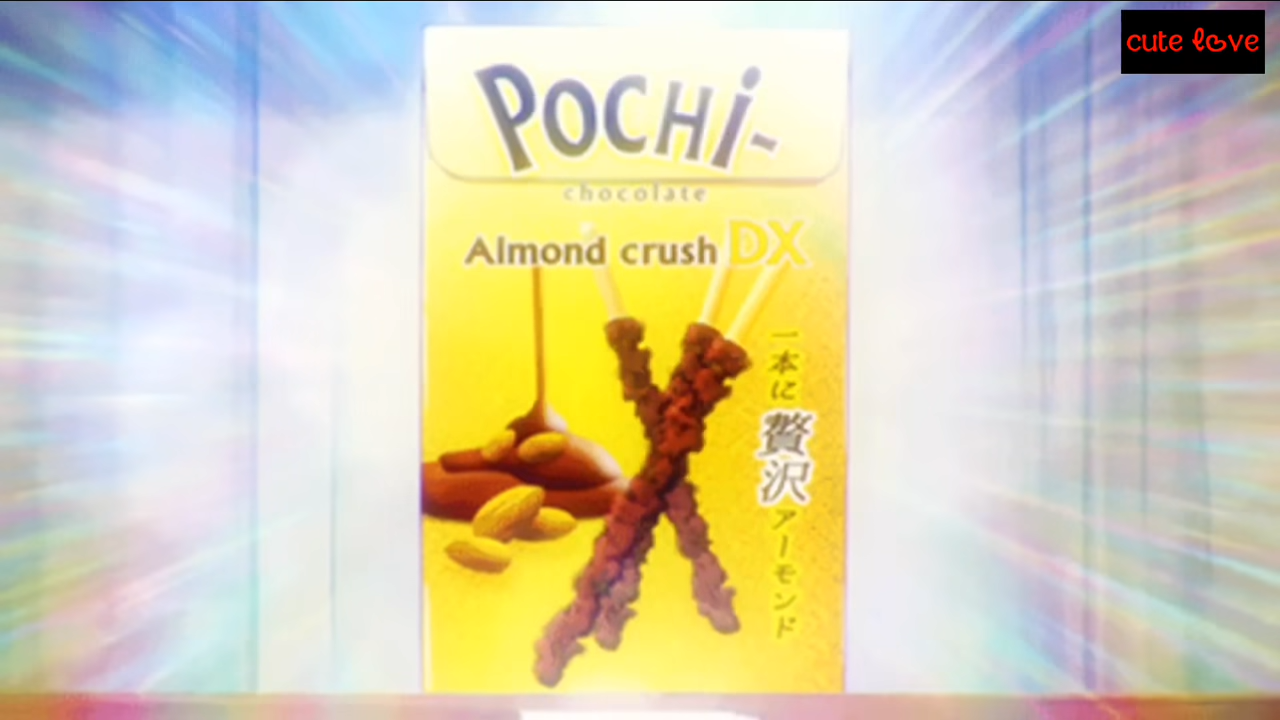 cute love
POCHi-
chocolate
Almond crush DX
一本に
贅沢
アーモンド